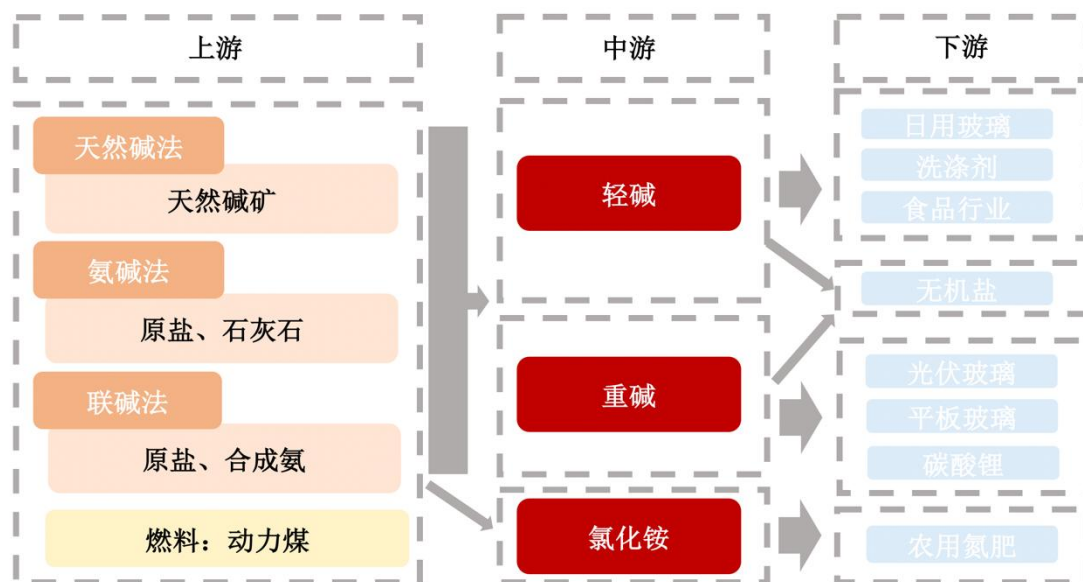 上游
中游
下游
天然碱法
天然碱矿
氨碱法
原盐、石灰石
联碱法
原盐、合成氨
燃料：动力煤
轻碱
重碱
氯化铵
日用玻璃
洗涤剂
食品行业
无机盐
光伏玻璃
平板玻璃
碳酸锂
农用氮肥